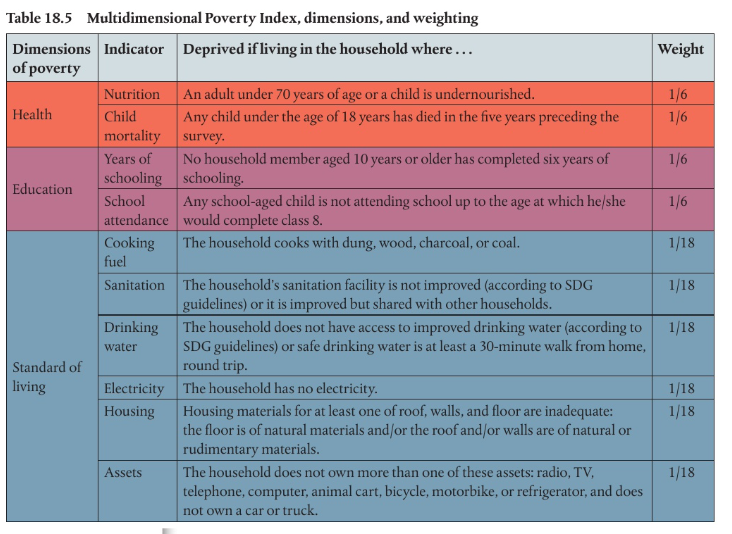 Table 18.5 Multidimensional Poverty Index, dimensions, and weighting
Dimensions of poverty Indicator Deprived if living in the household where . . . Weight
Health
Nutrition An adult under 70 years of age or a child is undernourished. 1/6
Child Any child under the age of 18 years has died in the five years preceding the 1/6
mortality survey.
Education
Years of No household member aged 10 years or older has completed six years of 1/6
schooling schooling.
School Any school-aged child is not attending school up to the age at which he/she 1/6
attendance would complete class 8.
Standard of
living
Cooking The household cooks with dung, wood, charcoal, or coal. 1/18
fuel
Sanitation The household's sanitation facility is not improved (according to SDG 1/18
guidelines) or it is improved but shared with other households.
Drinking The household does not have access to improved drinking water (according to 1/18
water SDG guidelines) or safe drinking water is at least a 30-minute walk from home,
round trip.
Electricity The household has no electricity. 1/18
Housing Housing materials for at least one of roof, walls, and floor are inadequate: 1/18
the floor is of natural materials and/or the roof and/or walls are of natural or
rudimentary materials.
Assets The household does not own more than one of these assets: radio, TV, 1/18
telephone, computer, animal cart, bicycle, motorbike, or refrigerator, and does
not own a car or truck.